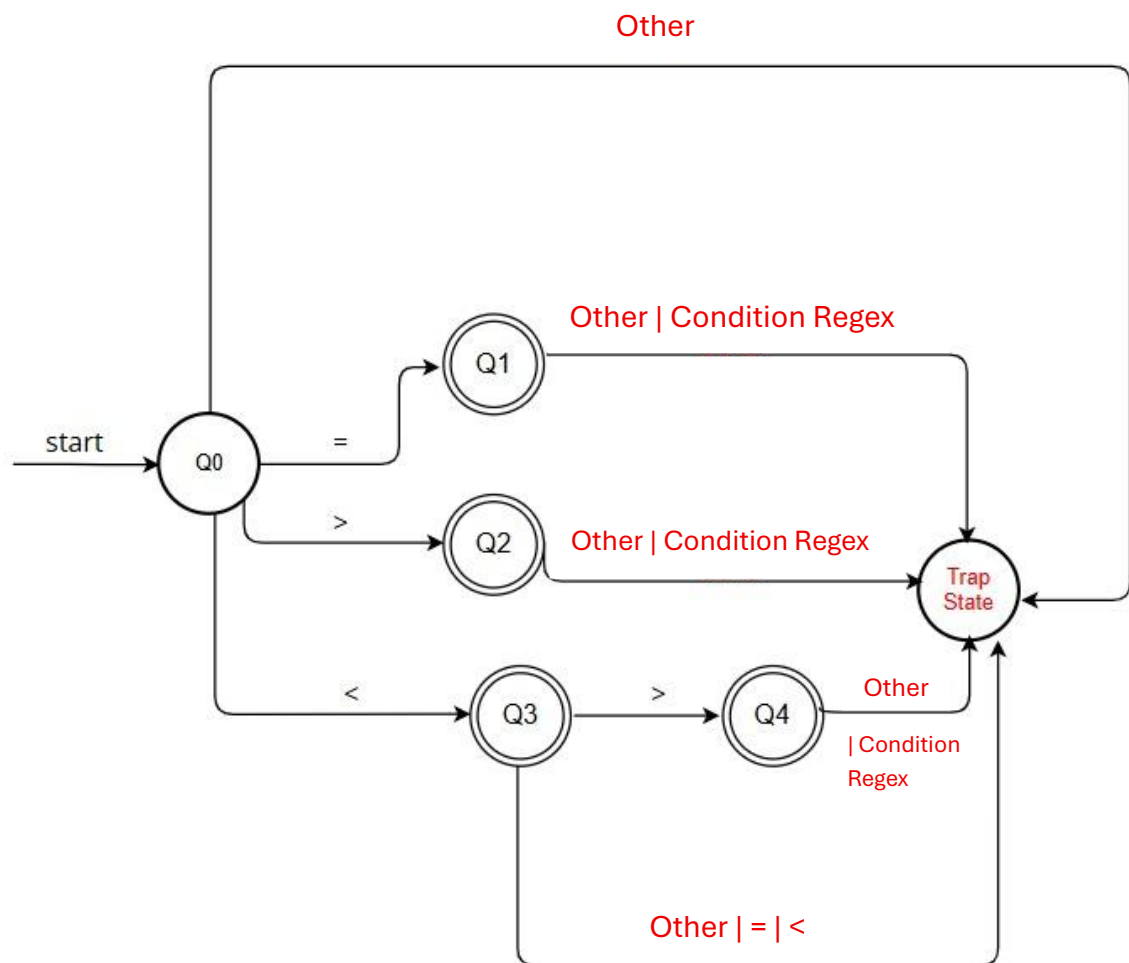 Other
Other | Condition Regex
Q1
start
=
Q0
>
Q2
Other | Condition Regex
Trap
State
<
Q3
>
Q4
Other
| Condition
Regex
Other | = | <